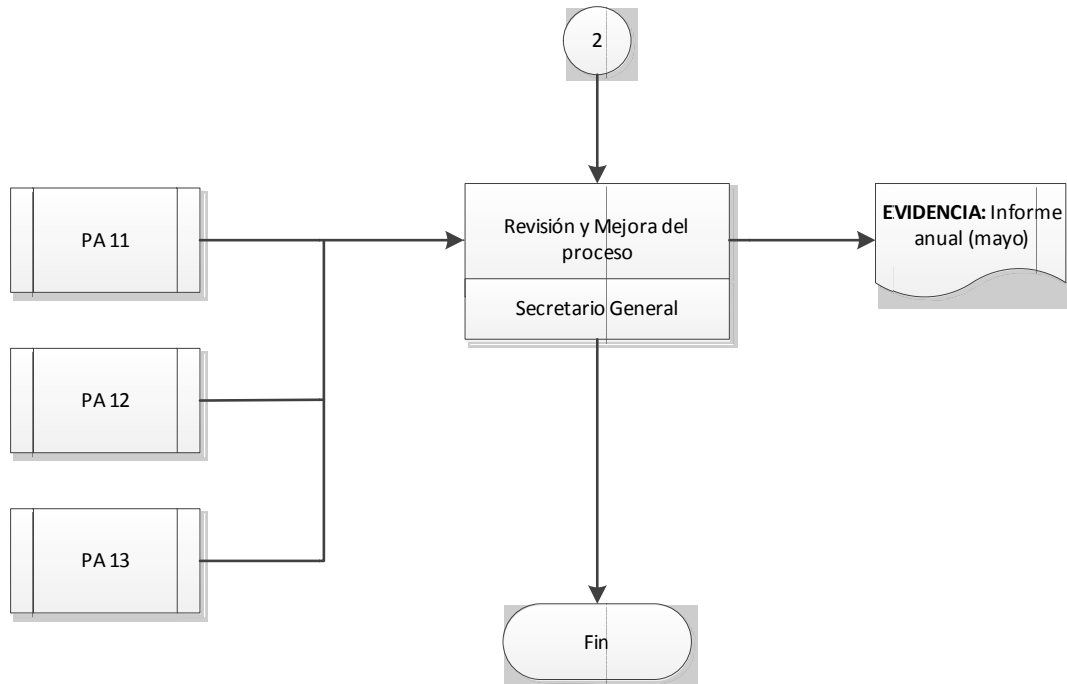 2
PA 11
Revisión y Mejora del
proceso
EVIDENCIA: Informe
anual (mayo)
Secretario General
PA 12
PA 13
Fin